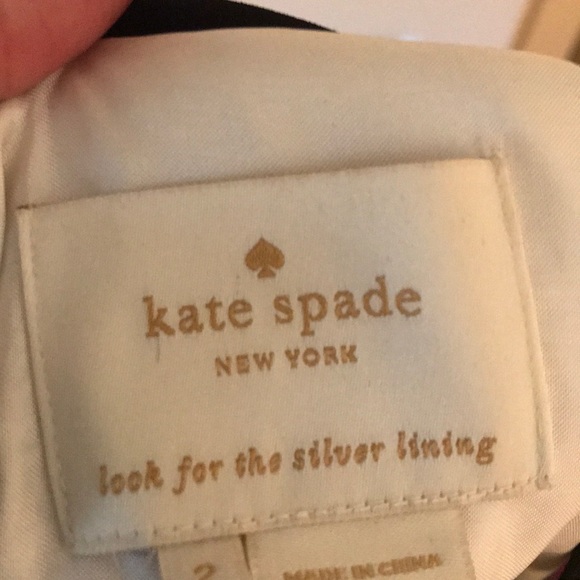 kate spade
NEW YORK
look for the silver lining
2
MADE IN CHINA